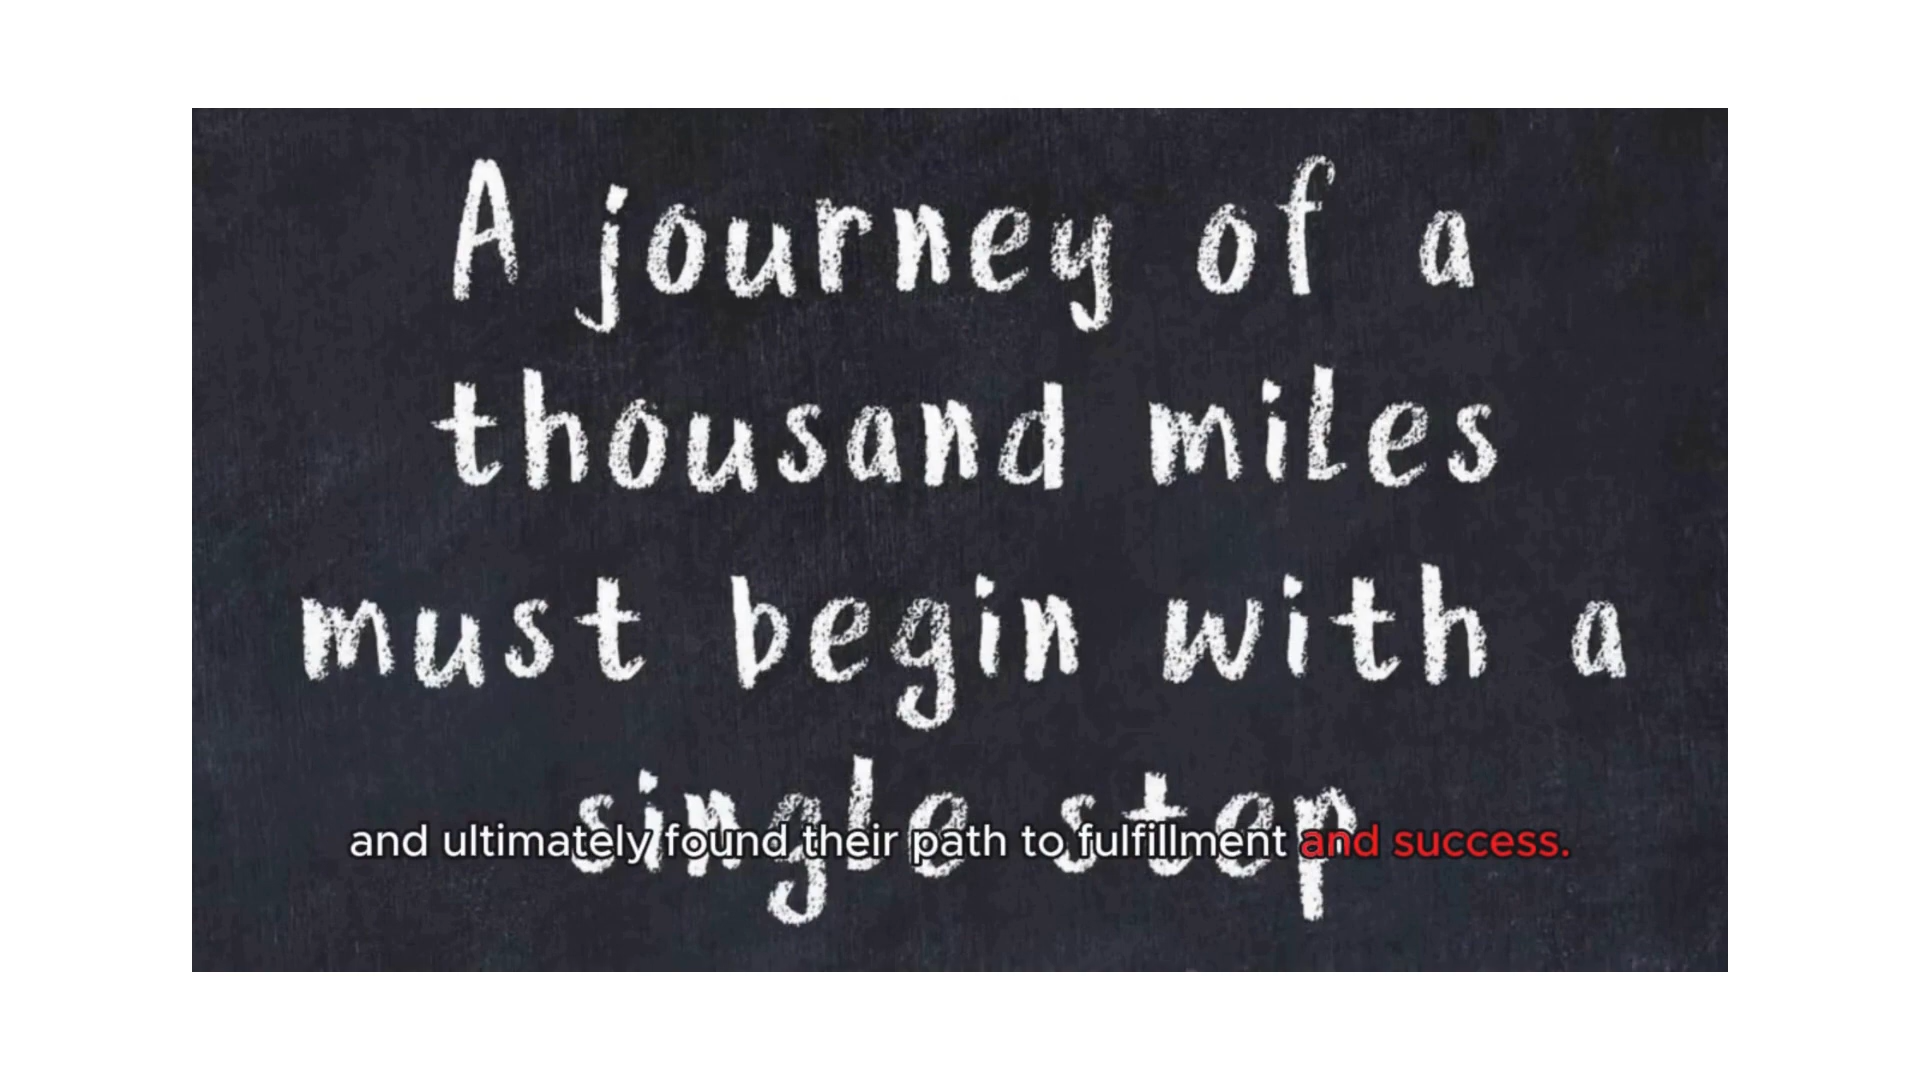 A journey of a
thousand miles
must begin with a
single step
and ultimately found their path to fulfillment and success.